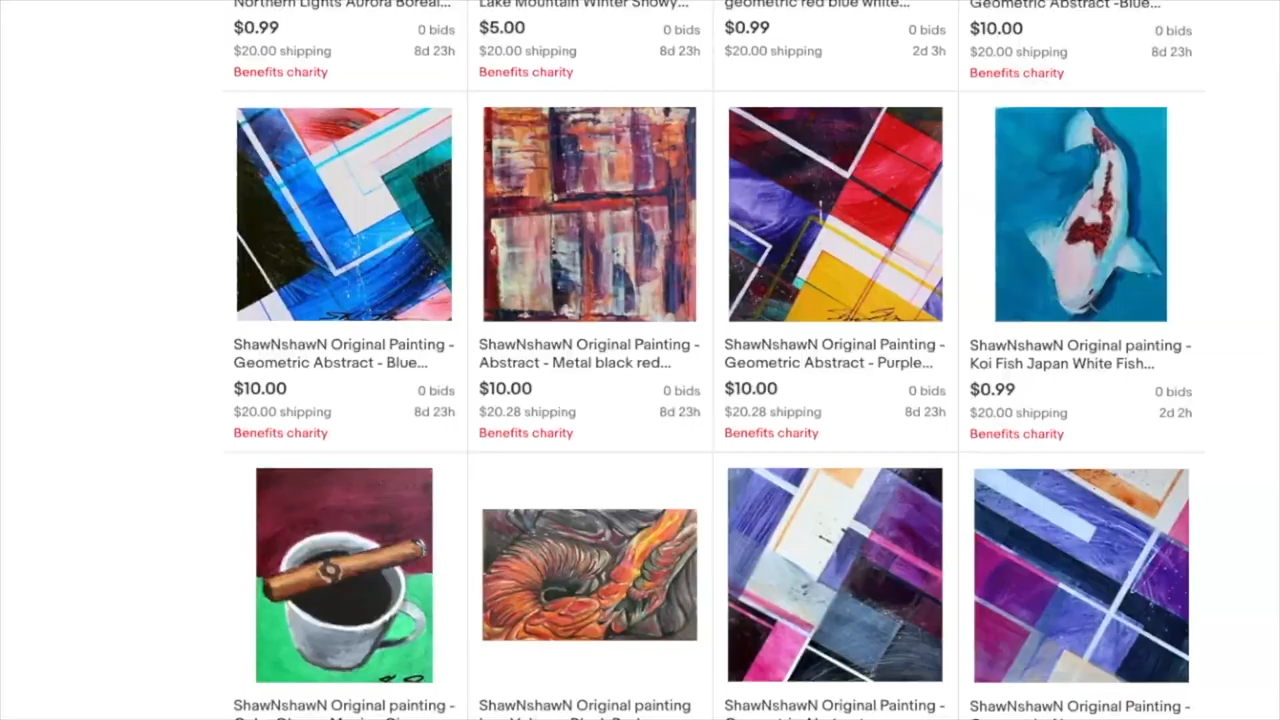 Northern Lights Aurora Boreal...
$0.99 0 bids
$20.00 shipping 8d 23h
Benefits charity
Lake Mountain Winter Snowy...
$5.00 0 bids
$20.00 shipping 8d 23h
Benefits charity
geometric red blue white...
$0.99 0 bids
$20.00 shipping 2d 3h
Geometric Abstract -Blue...
$10.00 0 bids
$20.00 shipping 8d 23h
Benefits charity
ShawNshawN Original Painting -
Geometric Abstract - Blue...
$10.00 0 bids
$20.00 shipping 8d 23h
Benefits charity
ShawNshawN Original Painting -
Abstract - Metal black red...
$10.00 0 bids
$20.28 shipping 8d 23h
Benefits charity
ShawNshawN Original Painting -
Geometric Abstract - Purple...
$10.00 0 bids
$20.28 shipping 8d 23h
Benefits charity
ShawNshawN Original painting -
Koi Fish Japan White Fish...
$0.99 0 bids
$20.00 shipping 2d 2h
Benefits charity
ShawNshawN Original painting -
ShawNshawN Original painting
ShawNshawN Original Painting -
ShawNshawN Original Painting -